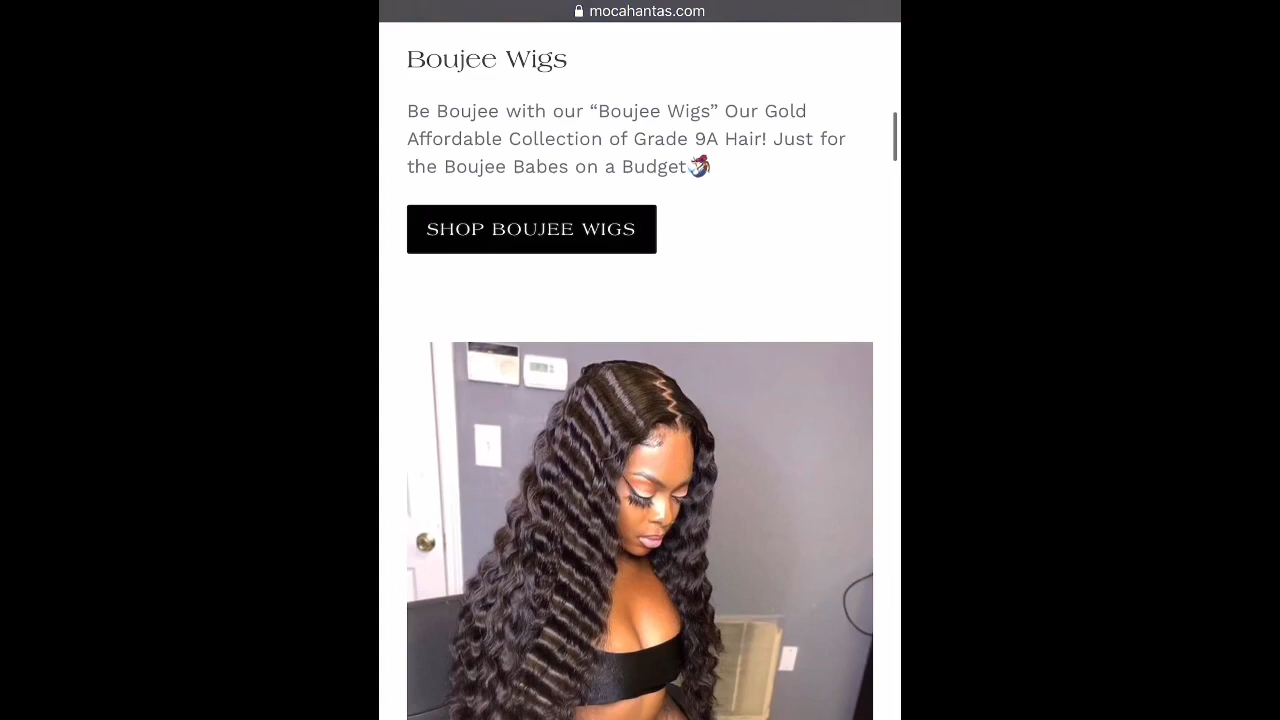 mocahantas.com
Boujee Wigs
Be Boujee with our “Boujee Wigs” Our Gold
Affordable Collection of Grade 9A Hair! Just for
the Boujee Babes on a Budget🧜🏽‍♀️
SHOP BOUJEE WIGS